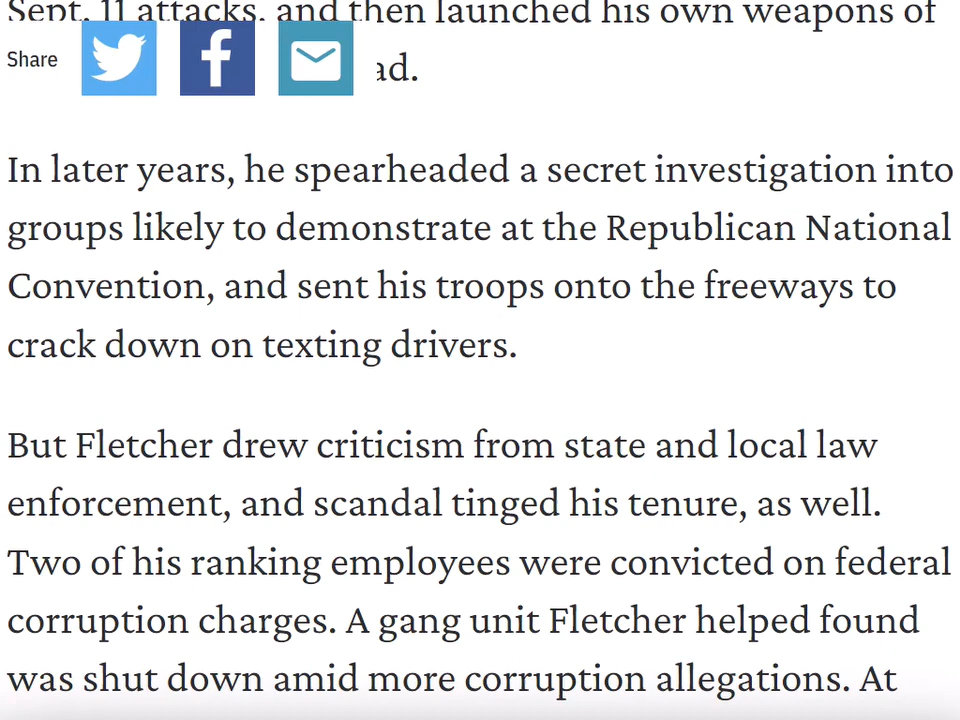 Sept. 11 attacks, and then launched his own weapons of
Share
ad.
In later years, he spearheaded a secret investigation into
groups likely to demonstrate at the Republican National
Convention, and sent his troops onto the freeways to
crack down on texting drivers.
But Fletcher drew criticism from state and local law
enforcement, and scandal tinged his tenure, as well.
Two of his ranking employees were convicted on federal
corruption charges. A gang unit Fletcher helped found
was shut down amid more corruption allegations. At